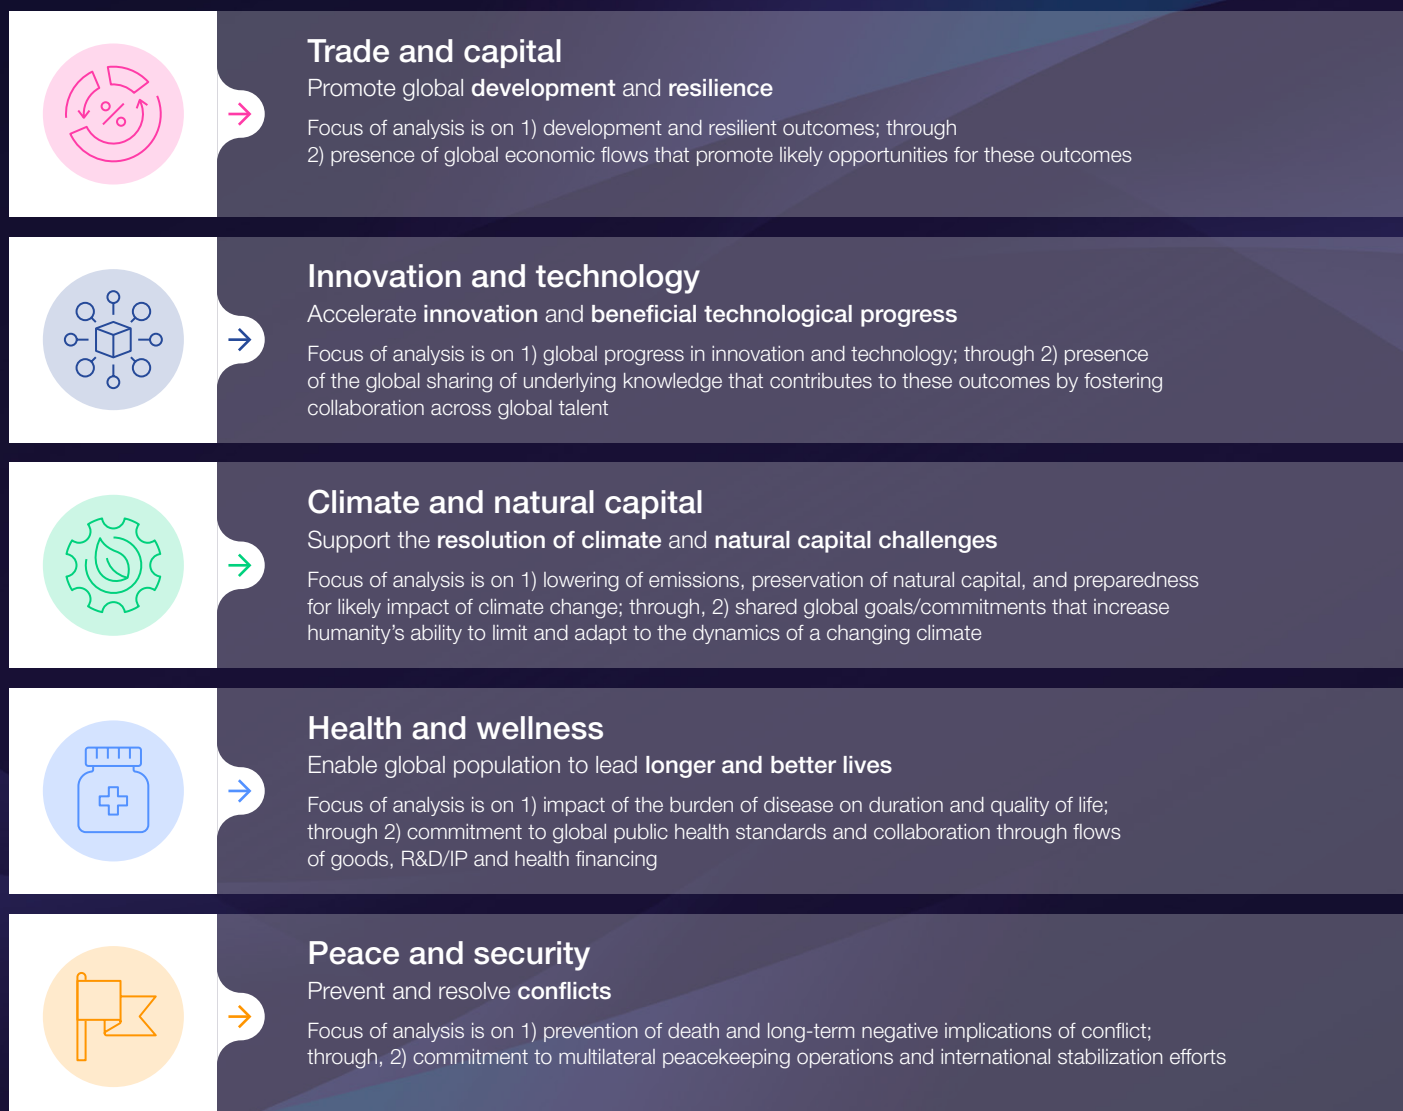 Trade and capital
Promote global development and resilience
Focus of analysis is on 1) development and resilient outcomes; through
2) presence of global economic flows that promote likely opportunities for these outcomes
Innovation and technology
Accelerate innovation and beneficial technological progress
Focus of analysis is on 1) global progress in innovation and technology; through 2) presence
of the global sharing of underlying knowledge that contributes to these outcomes by fostering
collaboration across global talent
Climate and natural capital
Support the resolution of climate and natural capital challenges
Focus of analysis is on 1) lowering of emissions, preservation of natural capital, and preparedness
for likely impact of climate change; through, 2) shared global goals/commitments that increase
humanity’s ability to limit and adapt to the dynamics of a changing climate
Health and wellness
Enable global population to lead longer and better lives
Focus of analysis is on 1) impact of the burden of disease on duration and quality of life;
through 2) commitment to global public health standards and collaboration through flows
of goods, R&D/IP and health financing
Peace and security
Prevent and resolve conflicts
Focus of analysis is on 1) prevention of death and long-term negative implications of conflict;
through, 2) commitment to multilateral peacekeeping operations and international stabilization efforts